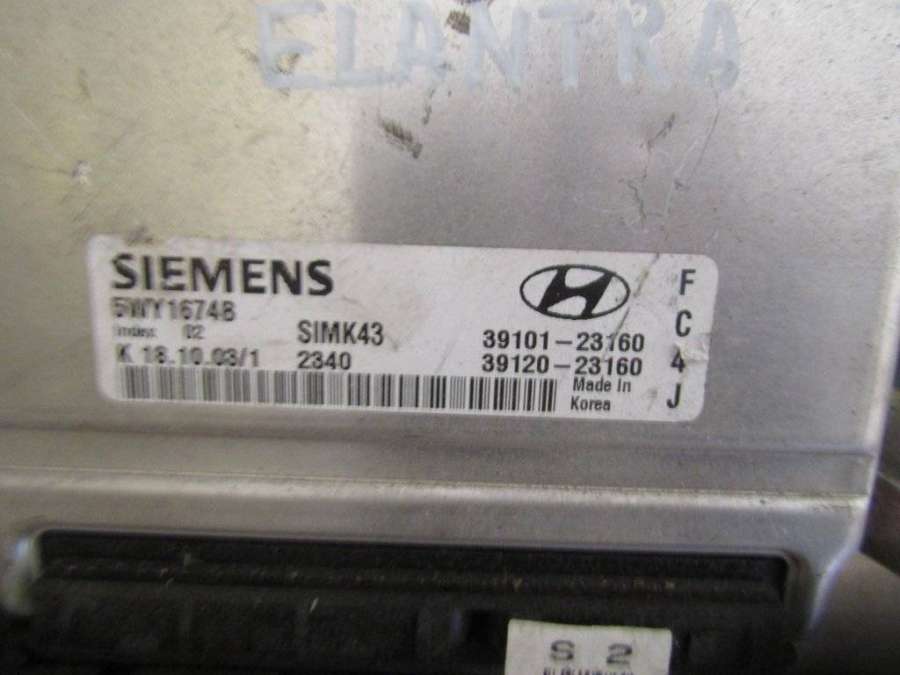 ELANTRA
SIEMENS
5WY1674B
Index 02
SIMK43
K 18.10.03/1 2340
39101-23160
39120-23160
Made In
Korea
F
C
4
J
S 2